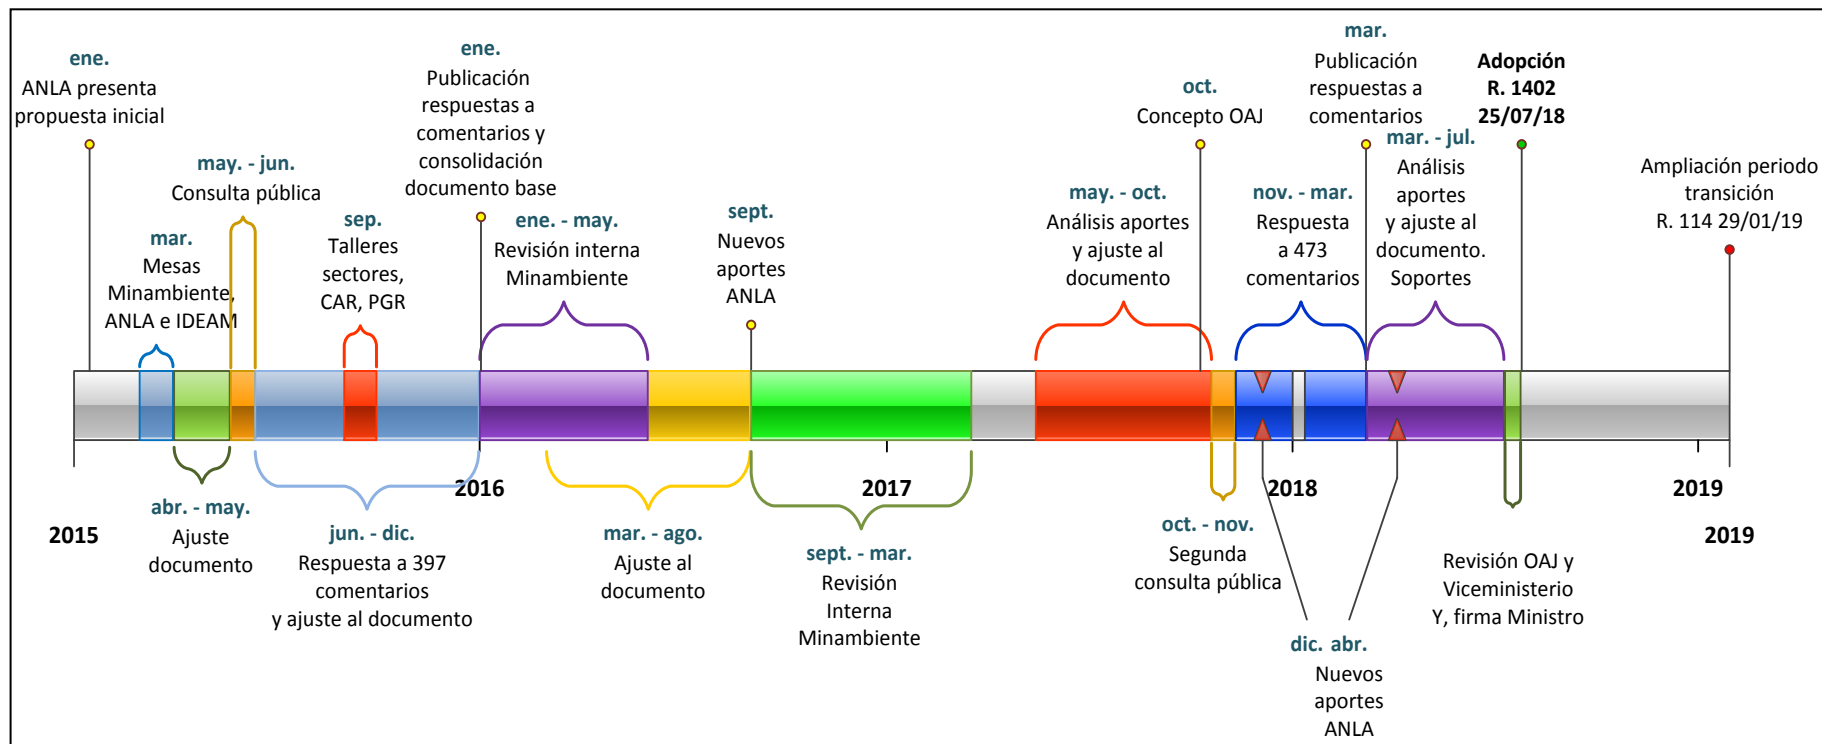 ene.
ANLA presenta
propuesta inicial
mar.
Mesas
Minambiente,
ANLA e IDEAM
may. - jun.
Consulta pública
sep.
Talleres
sectores,
CAR, PGR
ene.
Publicación
respuestas a
comentarios y
consolidación
documento base
ene. - may.
Revisión interna
Minambiente
sept.
Nuevos
aportes
ANLA
may. - oct.
Análisis aportes
y ajuste al
documento
oct.
Concepto OAJ
nov. - mar.
Respuesta
a 473
comentarios
mar.
Publicación
respuestas a
comentarios
mar. - jul.
Análisis
aportes
y ajuste al
documento.
Soportes
Adopción
R. 1402
25/07/18
Ampliación periodo
transición
R. 114 29/01/19
2015
2016
2017
2018
2019
2019
abr. - may.
Ajuste
documento
jun. - dic.
Respuesta a 397
comentarios
y ajuste al documento
mar. - ago.
Ajuste al
documento
sept. - mar.
Revisión
Interna
Minambiente
oct. - nov.
Segunda
consulta pública
dic. abr.
Nuevos
aportes
ANLA
Revisión OAJ y
Viceministerio
Y, firma Ministro